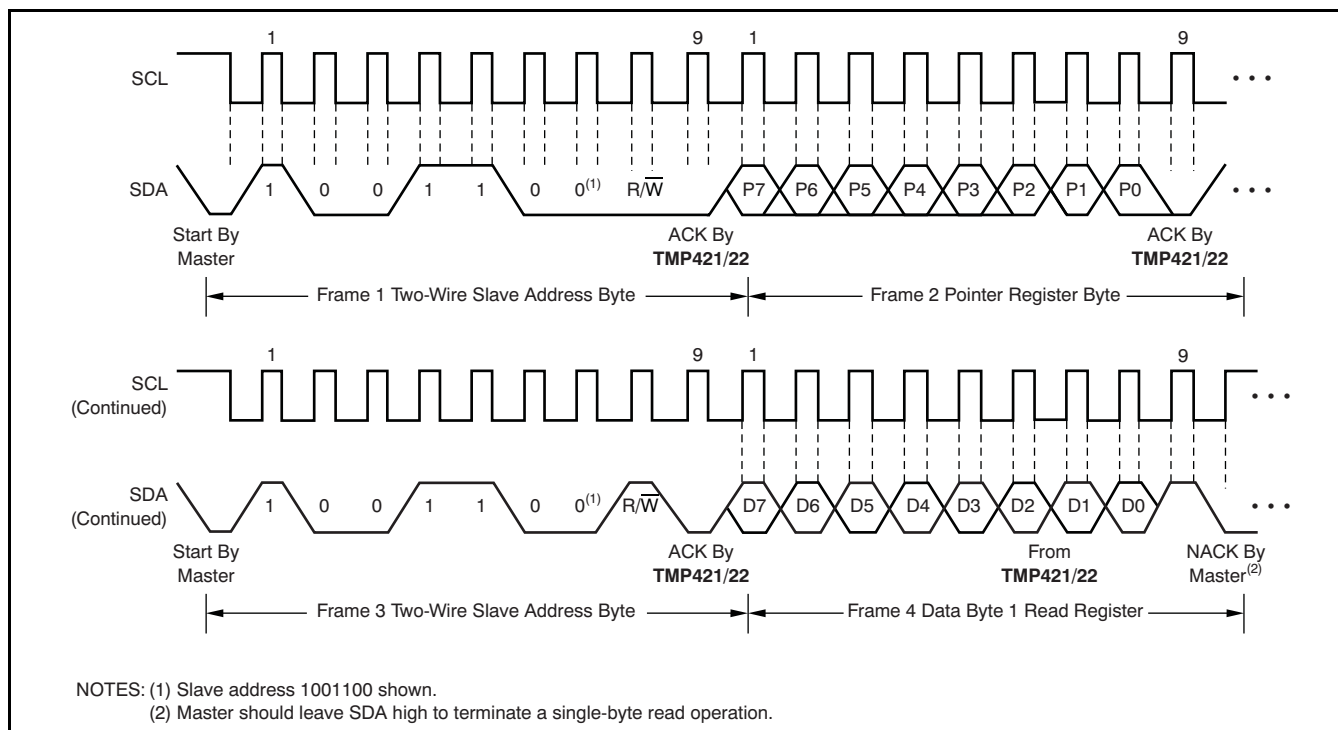 1 9 1 9
SCL • • •
SDA 1 0 0 1 1 0 0(1) R/W̅ P7 P6 P5 P4 P3 P2 P1 P0 • • •
Start By Master
ACK By TMP421/22
ACK By TMP421/22
Frame 1 Two-Wire Slave Address Byte
Frame 2 Pointer Register Byte
1 9 1 9
SCL (Continued) • • •
SDA (Continued) 1 0 0 1 1 0 0(1) R/W̅ D7 D6 D5 D4 D3 D2 D1 D0 • • •
Start By Master
ACK By TMP421/22
From TMP421/22
NACK By Master(2)
Frame 3 Two-Wire Slave Address Byte
Frame 4 Data Byte 1 Read Register
NOTES: (1) Slave address 1001100 shown.
(2) Master should leave SDA high to terminate a single-byte read operation.